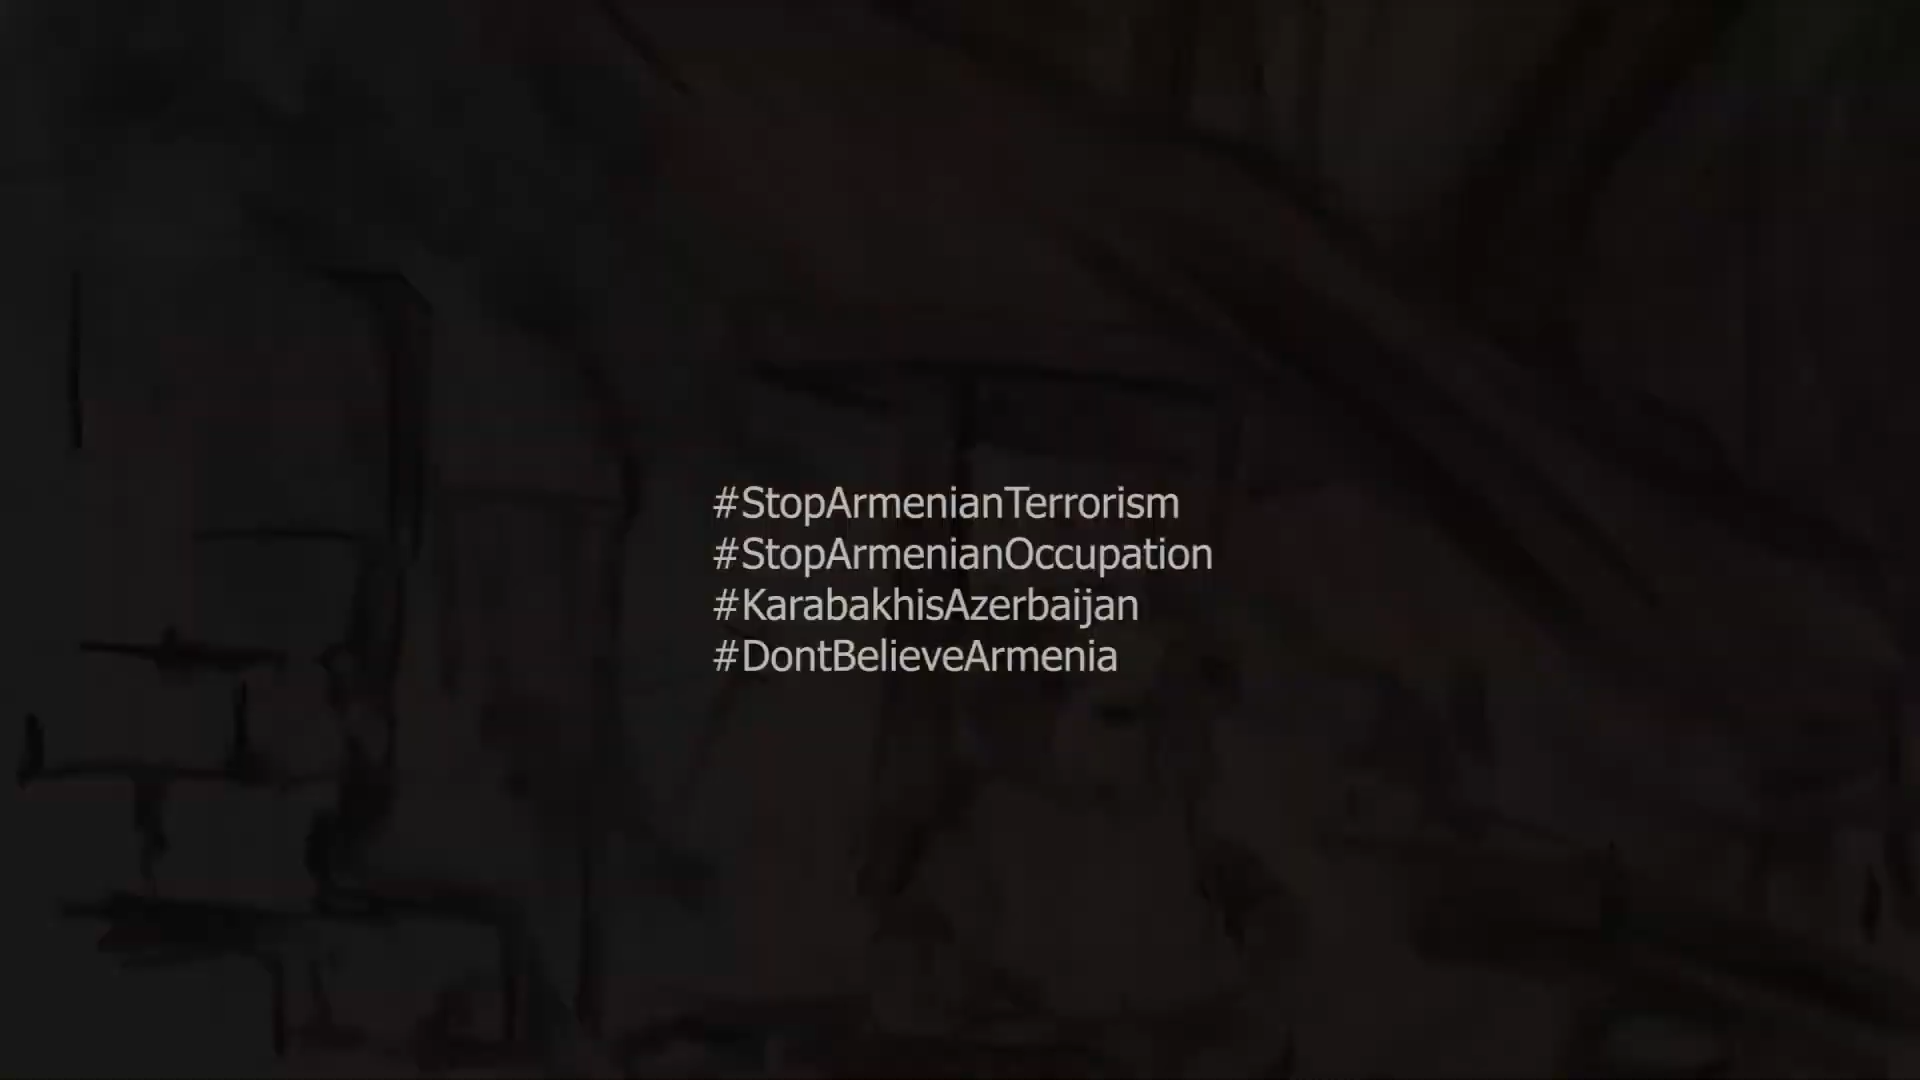 #StopArmenianTerrorism
#StopArmenianOccupation
#KarabakhisAzerbaijan
#DontBelieveArmenia